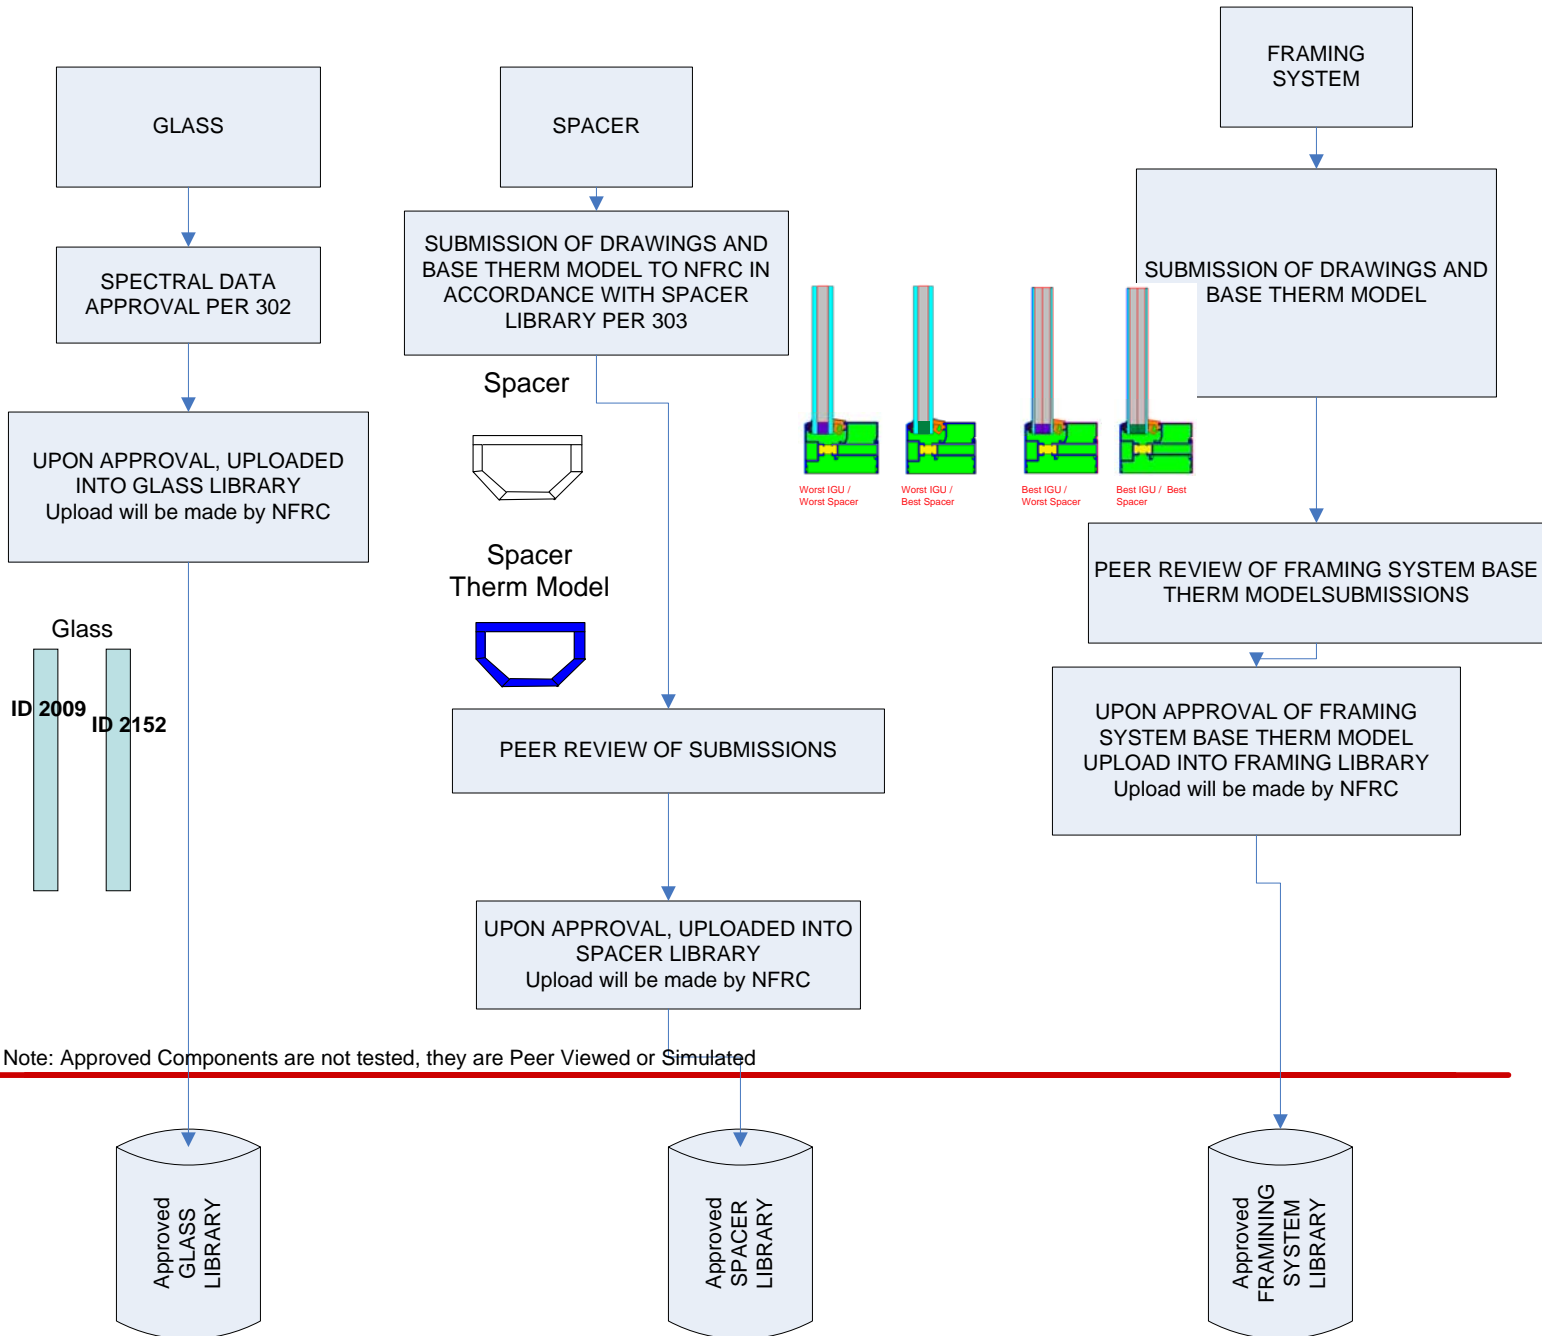 GLASS
SPECTRAL DATA
APPROVAL PER 302
UPON APPROVAL, UPLOADED
INTO GLASS LIBRARY
Upload will be made by NFRC
Glass
ID 2009
ID 2152
SPACER
SUBMISSION OF DRAWINGS AND
BASE THERM MODEL TO NFRC IN
ACCORDANCE WITH SPACER
LIBRARY PER 303
Spacer
Spacer
Therm Model
PEER REVIEW OF SUBMISSIONS
UPON APPROVAL, UPLOADED INTO
SPACER LIBRARY
Upload will be made by NFRC
FRAMING
SYSTEM
SUBMISSION OF DRAWINGS AND
BASE THERM MODEL
Worst IGU /
Worst Spacer
Worst IGU /
Best Spacer
Best IGU /
Worst Spacer
Best IGU / Best
Spacer
PEER REVIEW OF FRAMING SYSTEM BASE
THERM MODELSUBMISSIONS
UPON APPROVAL OF FRAMING
SYSTEM BASE THERM MODEL
UPLOAD INTO FRAMING LIBRARY
Upload will be made by NFRC
Note: Approved Components are not tested, they are Peer Viewed or Simulated
Approved
GLASS
LIBRARY
Approved
SPACER
LIBRARY
Approved
FRAMINING
SYSTEM
LIBRARY